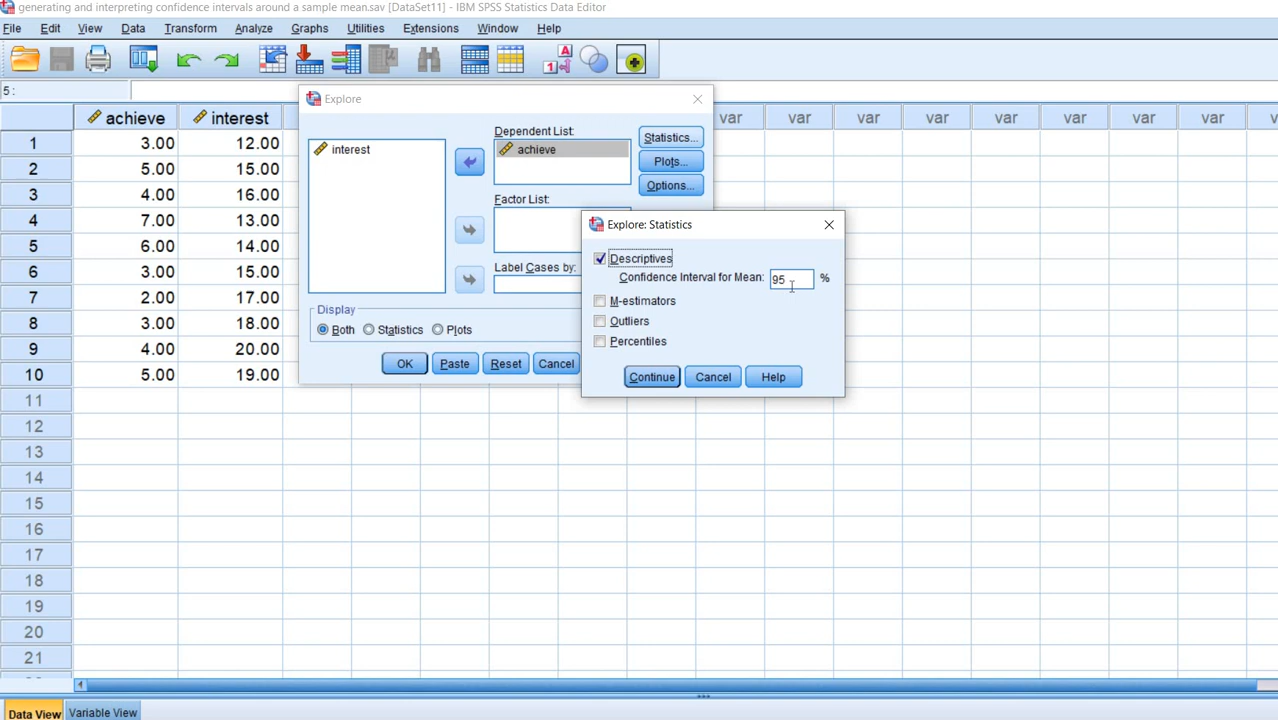 generating and interpreting confidence intervals around a sample mean.sav [DataSet11] - IBM SPSS Statistics Data Editor
File Edit View Data Transform Analyze Graphs Utilities Extensions Window Help
5 :
Explore
achieve interest var var var var var var var var
1 3.00 12.00
2 5.00 15.00
3 4.00 16.00
4 7.00 13.00
5 6.00 14.00
6 3.00 15.00
7 2.00 17.00
8 3.00 18.00
9 4.00 20.00
10 5.00 19.00
11
12
13
14
15
16
17
18
19
20
21
interest
Dependent List:
achieve
Factor List:
Label Cases by:
Statistics...
Plots...
Options...
Display
Both Statistics Plots
OK Paste Reset Cancel
Explore: Statistics
Descriptives
Confidence Interval for Mean: 95 %
M-estimators
Outliers
Percentiles
Continue Cancel Help
Data View Variable View